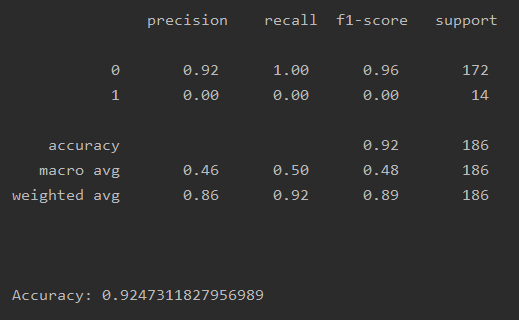 precision recall f1-score support
0 0.92 1.00 0.96 172
1 0.00 0.00 0.00 14
accuracy 0.92 186
macro avg 0.46 0.50 0.48 186
weighted avg 0.86 0.92 0.89 186
Accuracy: 0.9247311827956989